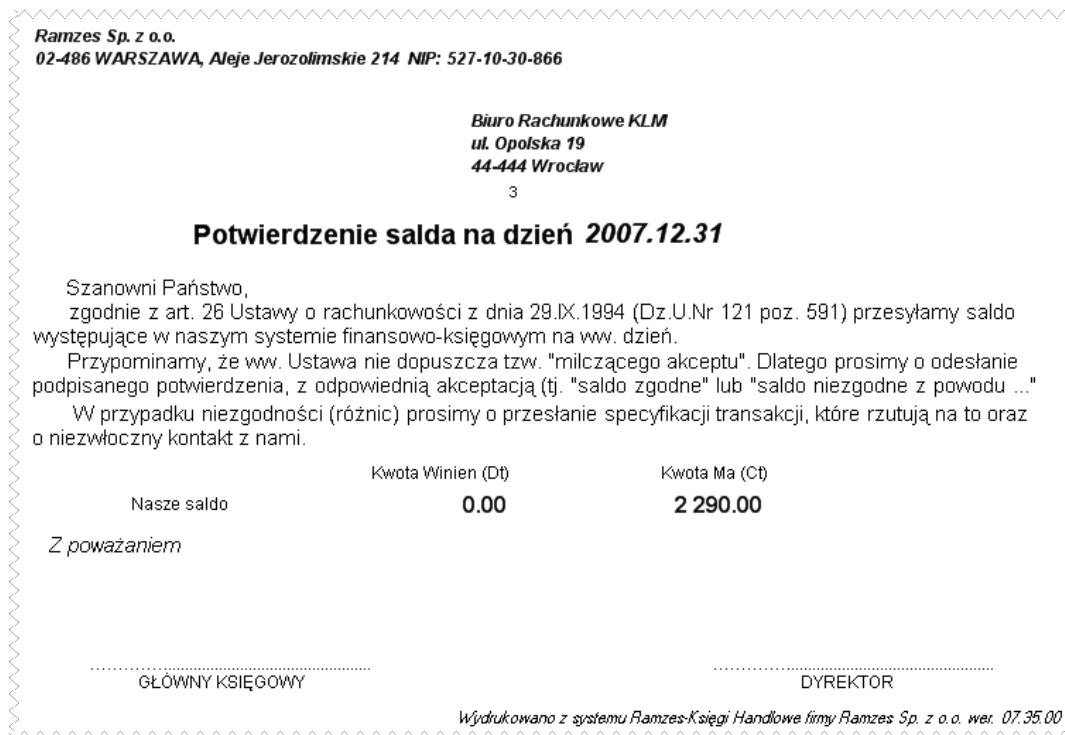 Ramzes Sp. z o.o.
02-486 WARSZAWA, Aleje Jerozolimskie 214 NIP: 527-10-30-866
Biuro Rachunkowe KLM
ul. Opolska 19
44-444 Wrocław
3
Potwierdzenie salda na dzień 2007.12.31
Szanowni Państwo,
zgodnie z art. 26 Ustawy o rachunkowości z dnia 29.IX.1994 (Dz.U.Nr 121 poz. 591) przesyłamy saldo
występujące w naszym systemie finansowo-księgowym na ww. dzień.
Przypominamy, że ww. Ustawa nie dopuszcza tzw. "milczącego akceptu". Dlatego prosimy o odesłanie
podpisanego potwierdzenia, z odpowiednią akceptacją (tj. "saldo zgodne" lub "saldo niezgodne z powodu ..."
W przypadku niezgodności (różnic) prosimy o przesłanie specyfikacji transakcji, które rzutują na to oraz
o niezwłoczny kontakt z nami.
Kwota Winien (Dt) Kwota Ma (Ct)
Nasze saldo 0.00 2 290.00
Z poważaniem
GŁÓWNY KSIĘGOWY DYREKTOR
Wydrukowano z systemu Ramzes-Księgi Handlowe firmy Ramzes Sp. z o.o. wer. 07.35.00